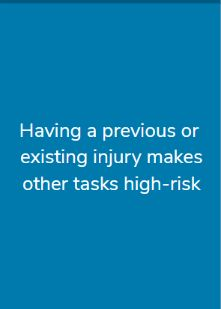 Having a previous or
existing injury makes
other tasks high-risk